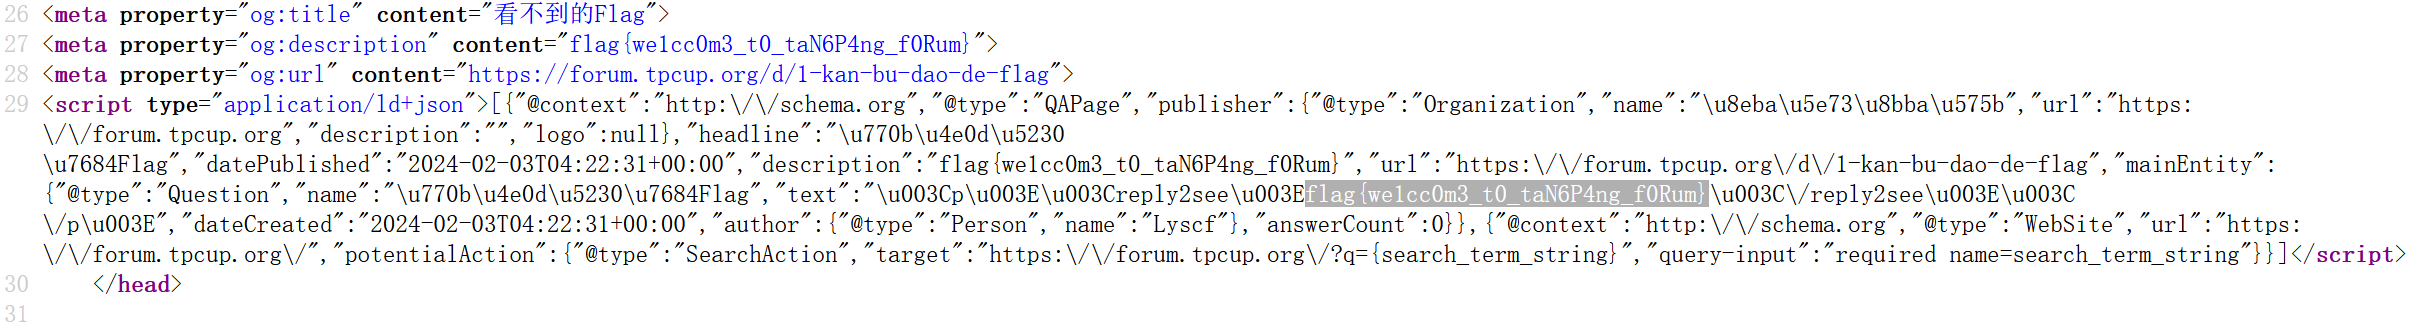 26 <meta property="og:title" content="看不到的Flag">
27 <meta property="og:description" content="flag{we1cc0m3_t0_taN6P4ng_f0Rum}">
28 <meta property="og:url" content="https://forum.tpcup.org/d/1-kan-bu-dao-de-flag">
29 <script type="application/ld+json">[{"@context":"http:\/\/schema.org","@type":"QAPage","publisher":{"@type":"Organization","name":"\u8eba\u5e73\u8bba\u575b","url":"https:
\/\/forum.tpcup.org","description":"","logo":null},"headline":"\u770b\u4e0d\u5230
\u7684Flag","datePublished":"2024-02-03T04:22:31+00:00","description":"flag{we1cc0m3_t0_taN6P4ng_f0Rum}","url":"https:\/\/forum.tpcup.org\/d\/1-kan-bu-dao-de-flag","mainEntity":
{"@type":"Question","name":"\u770b\u4e0d\u5230\u7684Flag","text":"\u003Cp\u003E\u003Creply2see\u003Eflag{we1cc0m3_t0_taN6P4ng_f0Rum}\u003C\/reply2see\u003E\u003C
\/p\u003E","dateCreated":"2024-02-03T04:22:31+00:00","author":{"@type":"Person","name":"Lyscf"},"answerCount":0}},{"@context":"http:\/\/schema.org","@type":"WebSite","url":"https:
\/\/forum.tpcup.org\/","potentialAction":{"@type":"SearchAction","target":"https:\/\/forum.tpcup.org\/?q={search_term_string}","query-input":"required name=search_term_string"}}]</script>
30 </head>
31